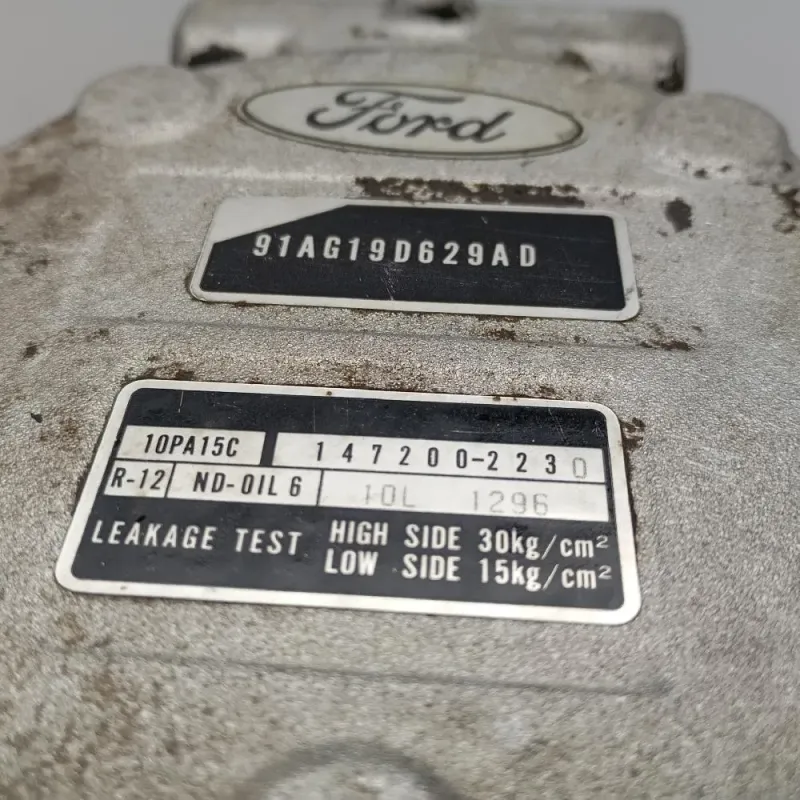 Ford
91AG19D629AD
10PA15C 147200-2230
R-12 ND-OIL 6 10L 1296
LEAKAGE TEST HIGH SIDE 30kg/cm²
LOW SIDE 15kg/cm²